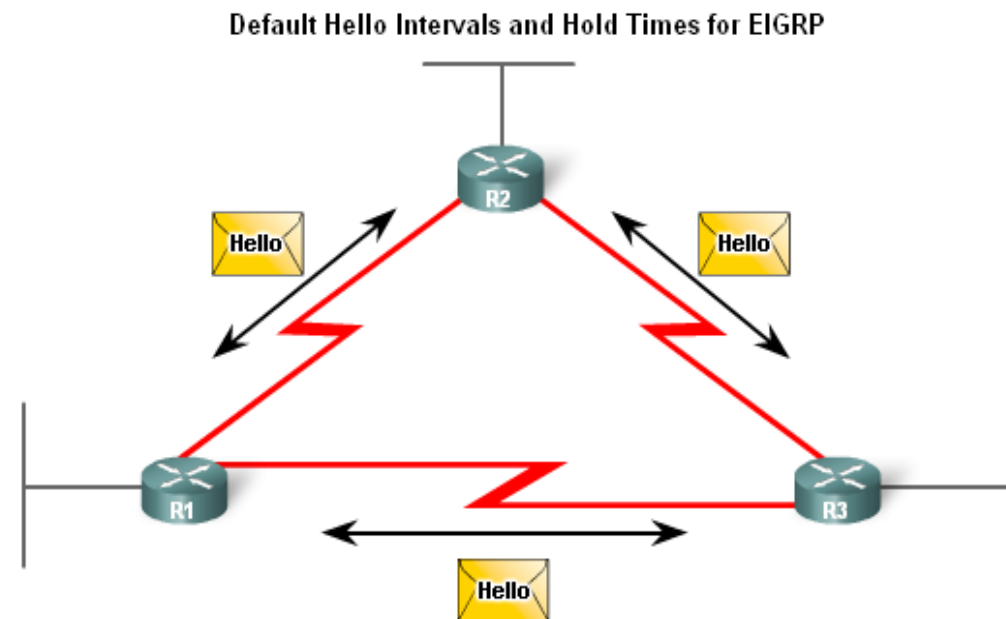 Default Hello Intervals and Hold Times for EIGRP
R2
Hello
Hello
R1
R3
Hello